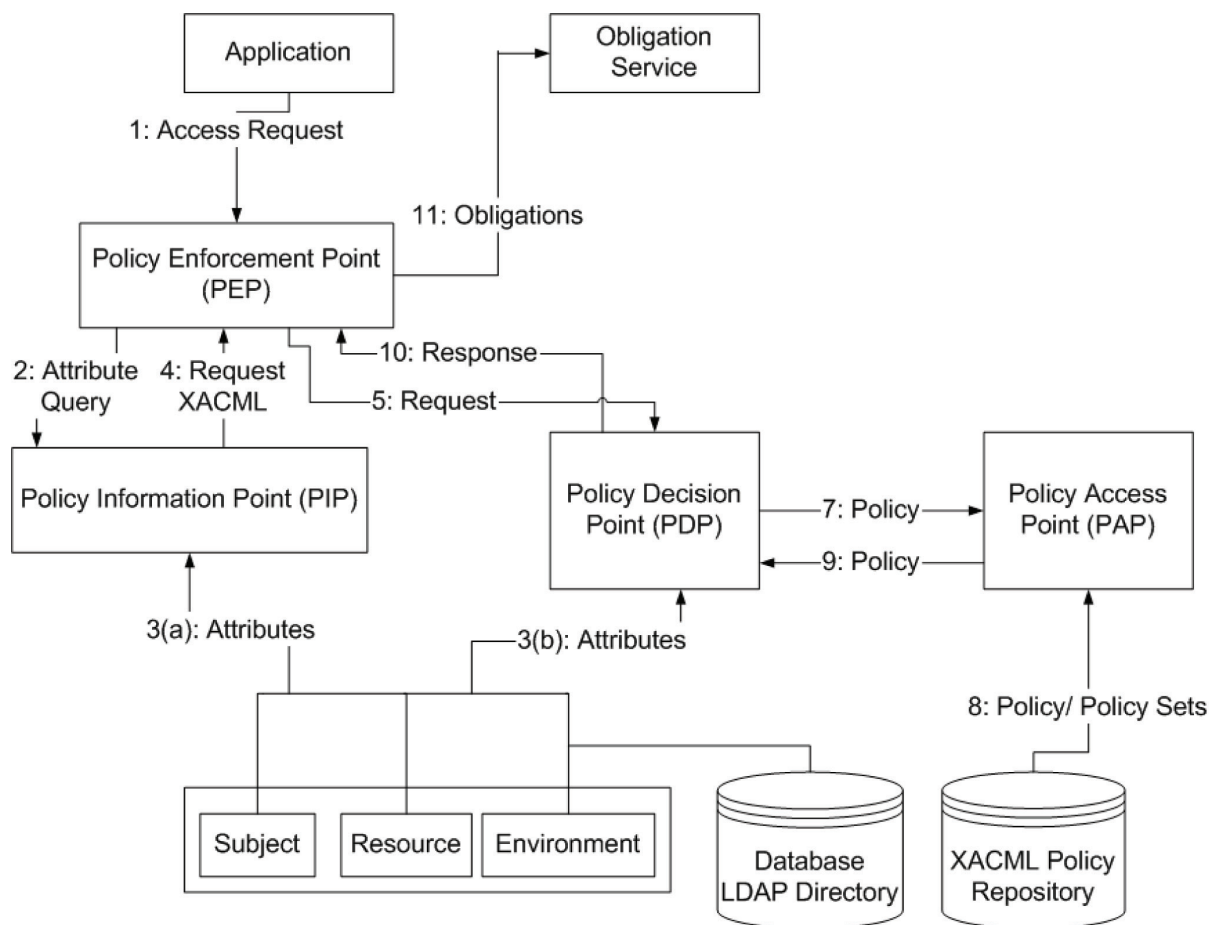 Application
Obligation
Service
1: Access Request
11: Obligations
Policy Enforcement Point
(PEP)
10: Response
2: Attribute
Query
4: Request
XACML
5: Request
Policy Information Point (PIP)
Policy Decision
Point (PDP)
Policy Access
Point (PAP)
7: Policy
9: Policy
3(a): Attributes
3(b): Attributes
8: Policy/ Policy Sets
Subject
Resource
Environment
Database
LDAP Directory
XACML Policy
Repository